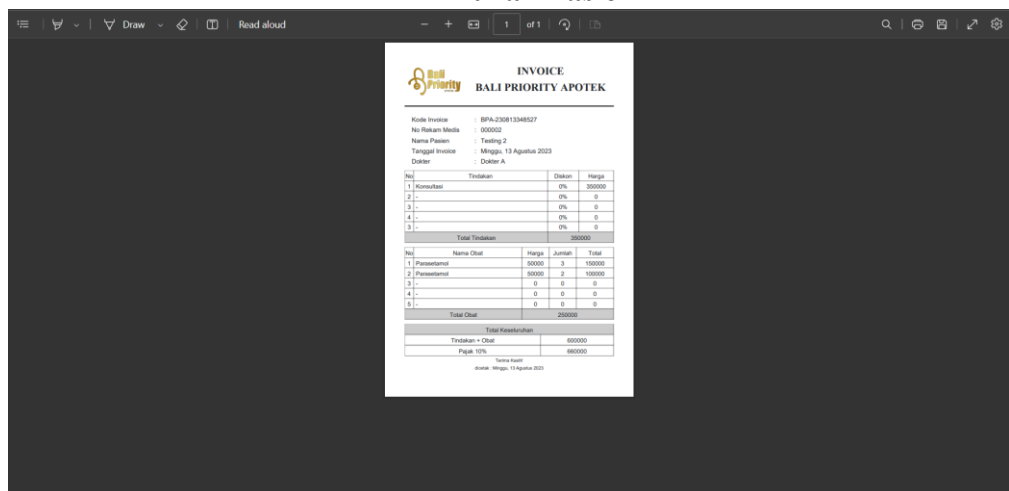 Draw
Read aloud
1 of 1
Bali Priority
INVOICE
BALI PRIORITY APOTEK
Kode Invoice : BPA-230813348527
No Rekam Medis : 000002
Nama Pasien : Testing 2
Tanggal Invoice : Minggu, 13 Agustus 2023
Dokter : Dokter A
No Tindakan Diskon Harga
1 Konsultasi 0% 350000
2 - 0% 0
3 - 0% 0
4 - 0% 0
3 - 0% 0
Total Tindakan 350000
No Nama Obat Harga Jumlah Total
1 Parasetamol 50000 3 150000
2 Parasetamol 50000 2 100000
3 - 0 0 0
4 - 0 0 0
5 - 0 0 0
Total Obat 250000
Total Keseluruhan
Tindakan + Obat 600000
Pajak 10% 660000
Terima Kasih!
dicetak : Minggu, 13 Agustus 2023